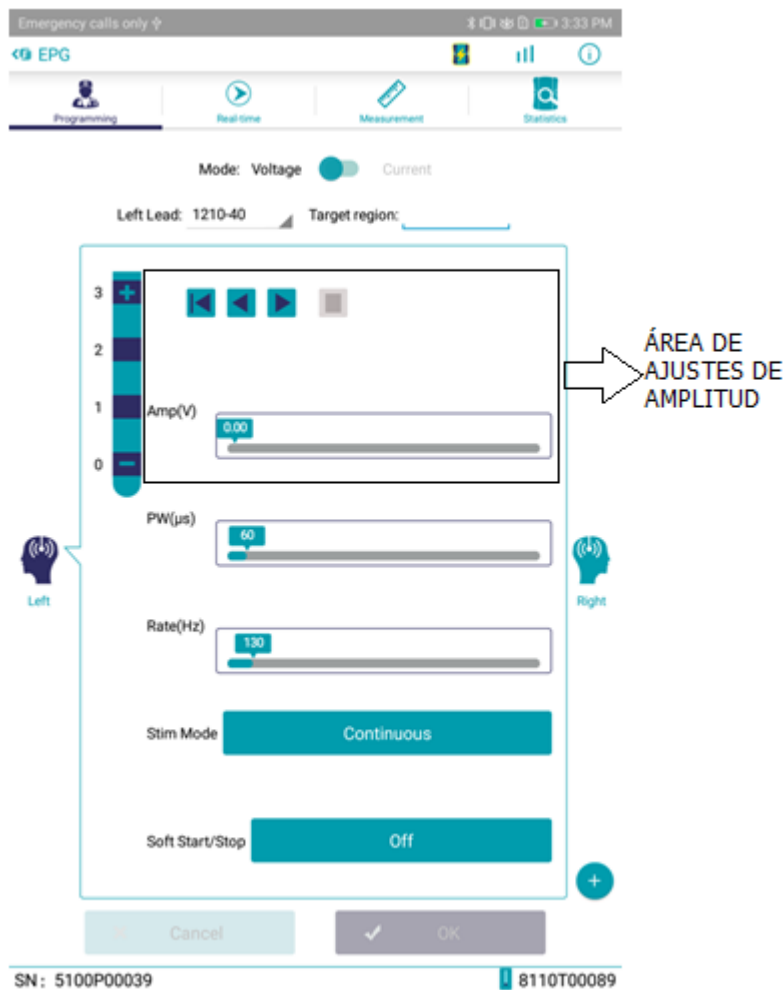 Emergency calls only 3:33 PM
EPG
Programming Real-time Measurement Statistics
Mode: Voltage Current
Left Lead: 1210-40 Target region:
3
2
1
0
Amp(V)
0.00
ÁREA DE
AJUSTES DE
AMPLITUD
PW(µs)
60
Left
Right
Rate(Hz)
130
Stim Mode Continuous
Soft Start/Stop Off
Cancel OK
SN: 5100P00039 8110T00089